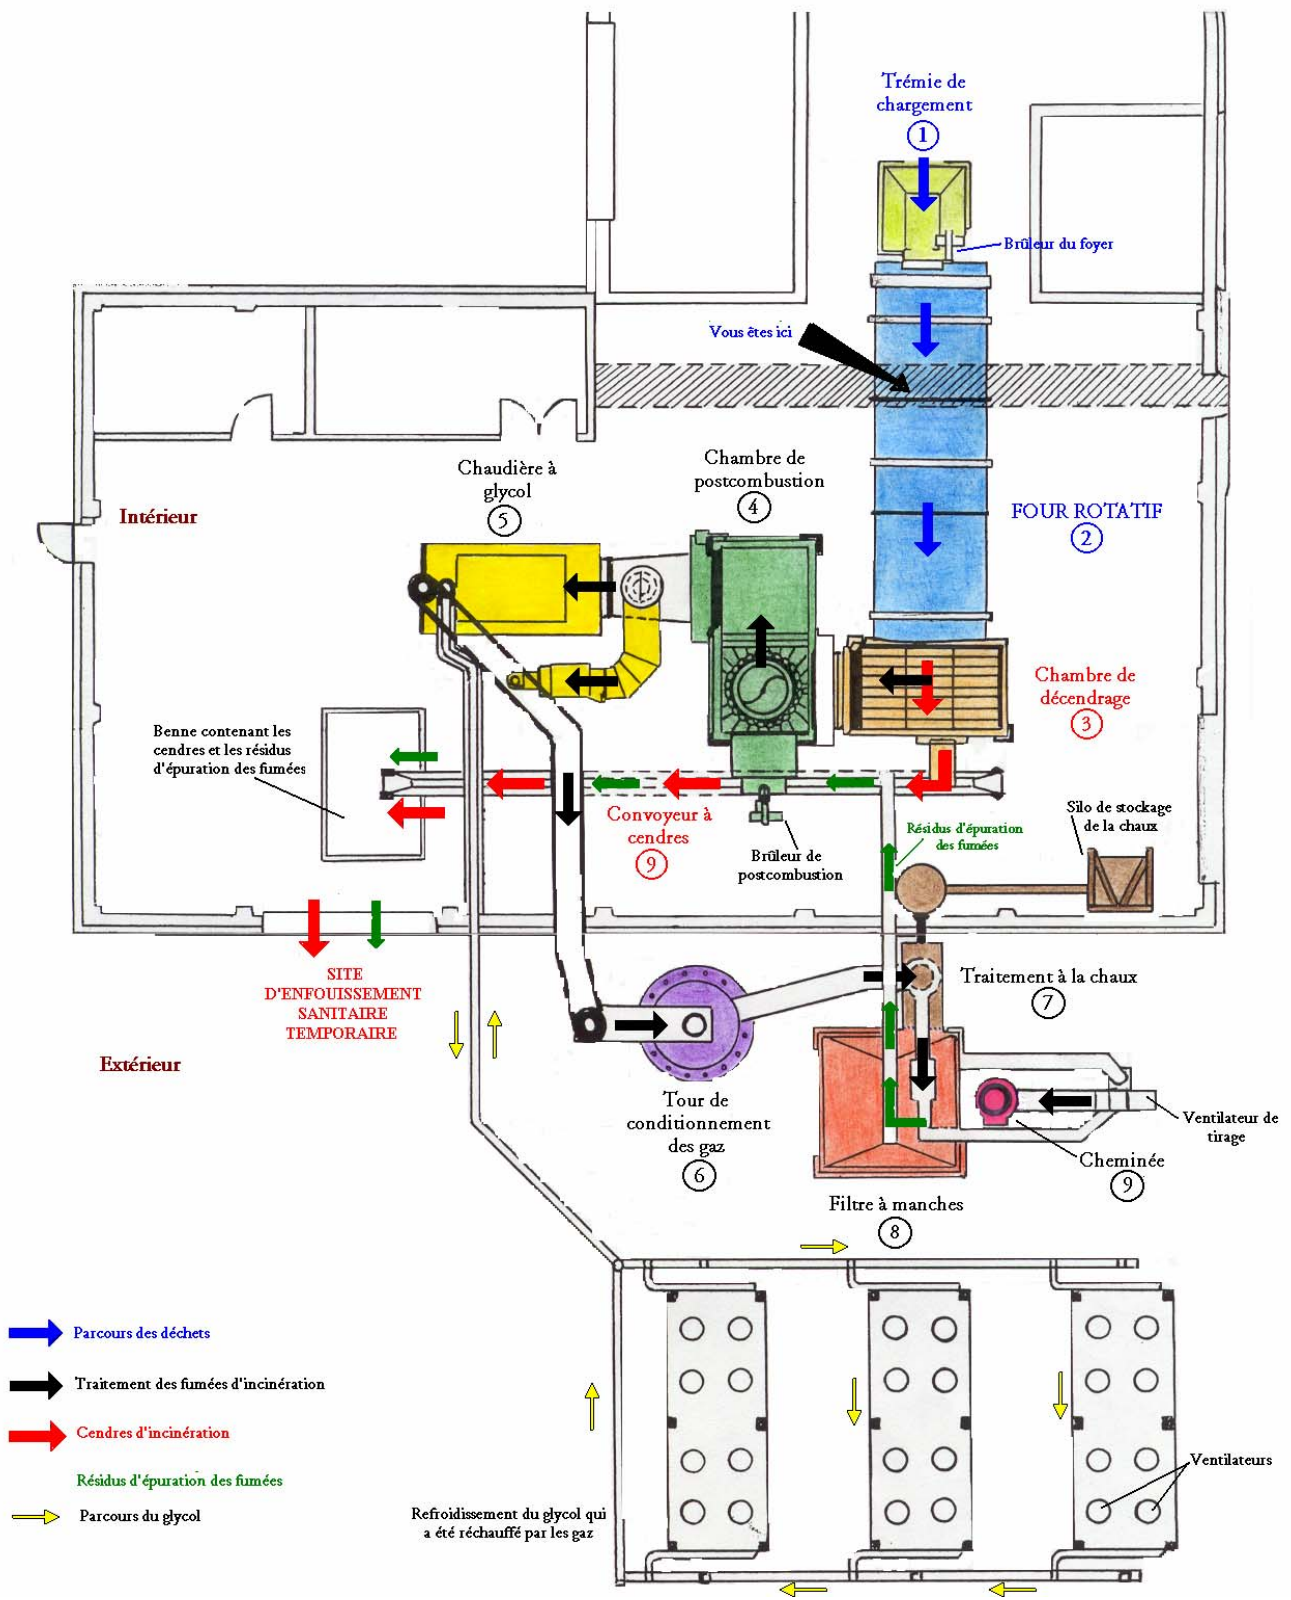 Trémie de
chargement
1
Brûleur du foyer
Vous êtes ici
Chaudière à
glycol
5
Chambre de
postcombustion
4
Intérieur
FOUR ROTATIF
2
Chambre de
décendrage
3
Benne contenant les
cendres et les résidus
d'épuration des fumées
Convoyeur à
cendres
9
Brûleur de
postcombustion
Résidus d'épuration
des fumées
Silo de stockage
de la chaux
SITE
D'ENFOUISSEMENT
SANITAIRE
TEMPORAIRE
Traitement à la chaux
7
Extérieur
Tour de
conditionnement
des gaz
6
Ventilateur de
tirage
Cheminée
9
Filtre à manches
8
Parcours des déchets
Traitement des fumées d'incinération
Cendres d'incinération
Résidus d'épuration des fumées
Parcours du glycol
Refroidissement du glycol qui
a été réchauffé par les gaz
Ventilateurs